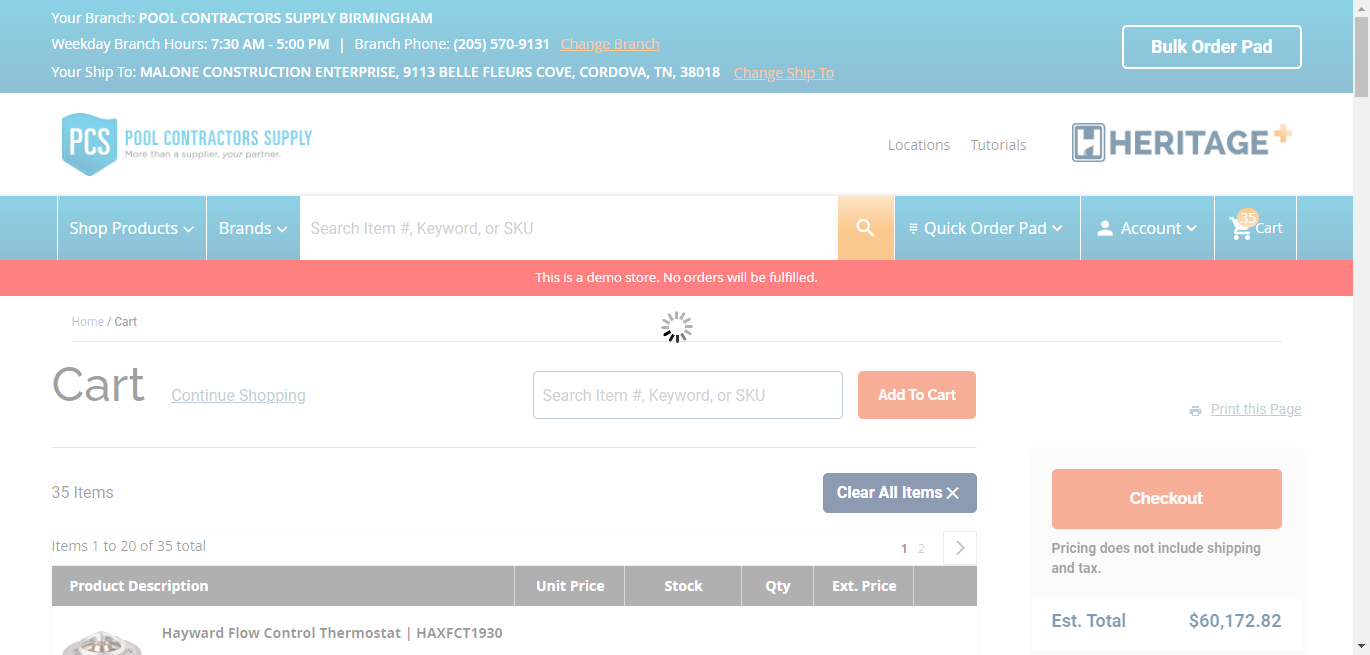 Your Branch: POOL CONTRACTORS SUPPLY BIRMINGHAM
Weekday Branch Hours: 7:30 AM - 5:00 PM | Branch Phone: (205) 570-9131 Change Branch
Your Ship To: MALONE CONSTRUCTION ENTERPRISE, 9113 BELLE FLEURS COVE, CORDOVA, TN, 38018 Change Ship To
Bulk Order Pad
PCS POOL CONTRACTORS SUPPLY
More than a supplier, your partner.
Locations Tutorials
HERITAGE+
Shop Products Brands Search Item #, Keyword, or SKU Quick Order Pad Account 35 Cart
This is a demo store. No orders will be fulfilled.
Home / Cart
Cart Continue Shopping Search Item #, Keyword, or SKU Add To Cart
Print this Page
35 Items Clear All Items
Checkout
Pricing does not include shipping
and tax.
Items 1 to 20 of 35 total 1 2
Product Description Unit Price Stock Qty Ext. Price
Est. Total $60,172.82
Hayward Flow Control Thermostat | HAXFCT1930